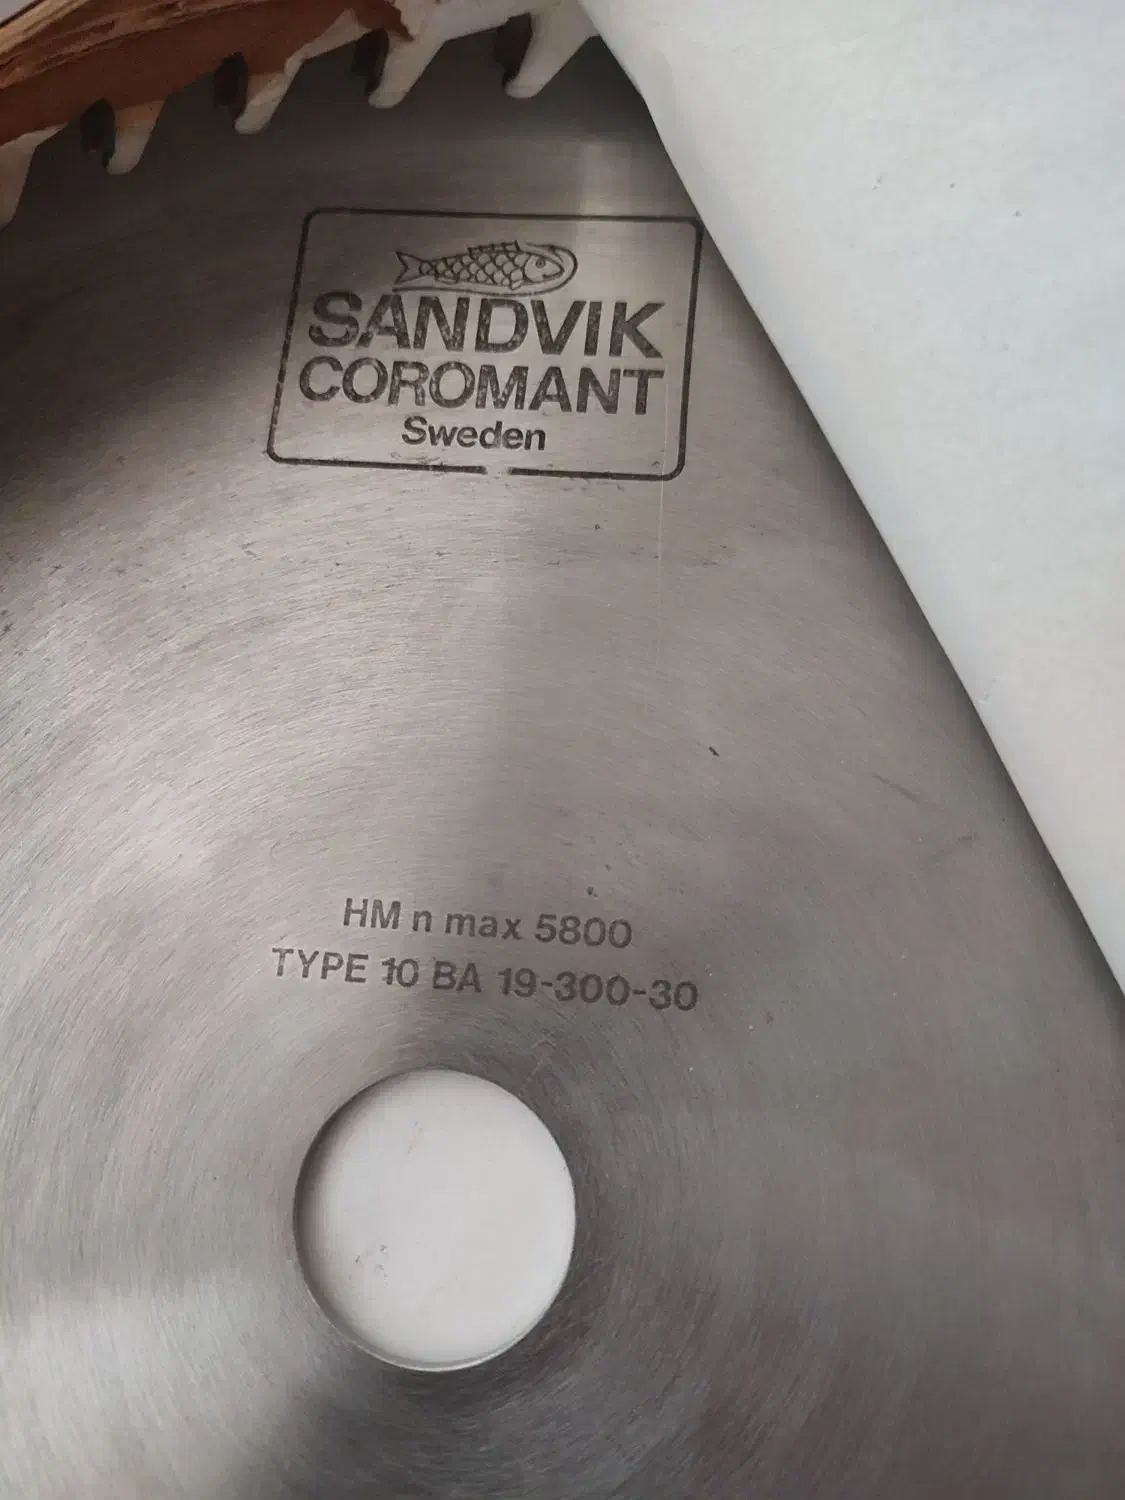 SANDVIK
COROMANT
Sweden
HM n max 5800
TYPE 10 BA 19-300-30